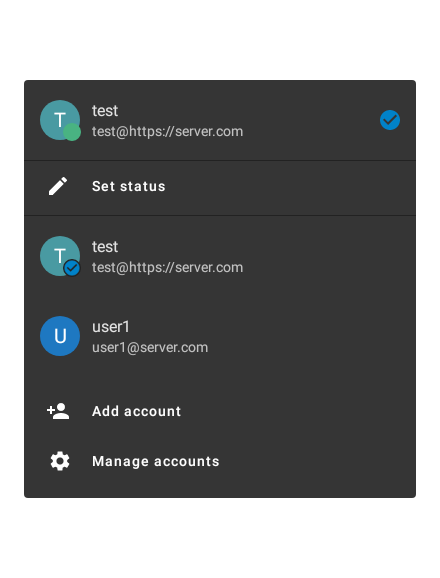 T
test
test@https://server.com
Set status
T
test
test@https://server.com
U
user1
user1@server.com
Add account
Manage accounts